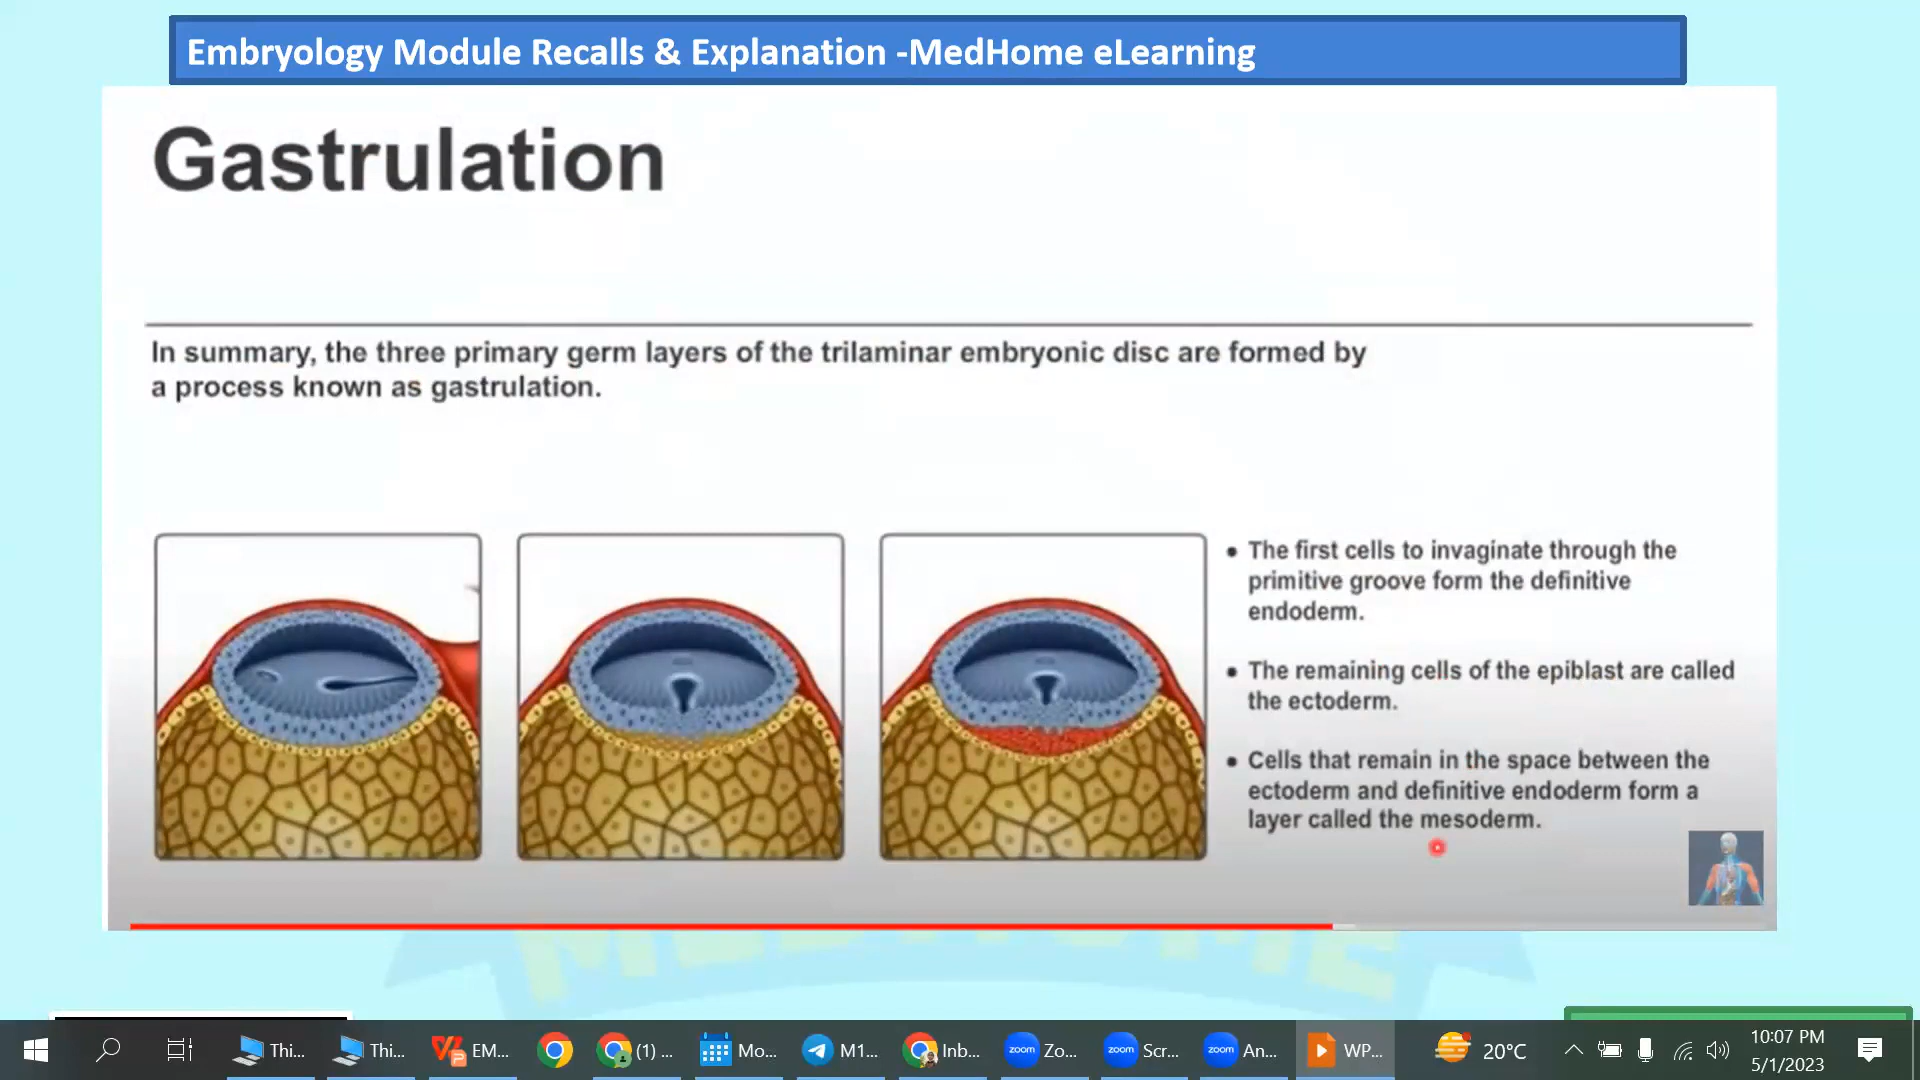 Embryology Module Recalls & Explanation -MedHome eLearning
Gastrulation
In summary, the three primary germ layers of the trilaminar embryonic disc are formed by
a process known as gastrulation.
• The first cells to invaginate through the
primitive groove form the definitive
endoderm.
• The remaining cells of the epiblast are called
the ectoderm.
• Cells that remain in the space between the
ectoderm and definitive endoderm form a
layer called the mesoderm.
Thi...
Thi...
EM...
(1) ...
Mo...
M1...
Inb...
zoom
Zo...
zoom
Scr...
zoom
An...
WP...
20°C
10:07 PM
5/1/2023